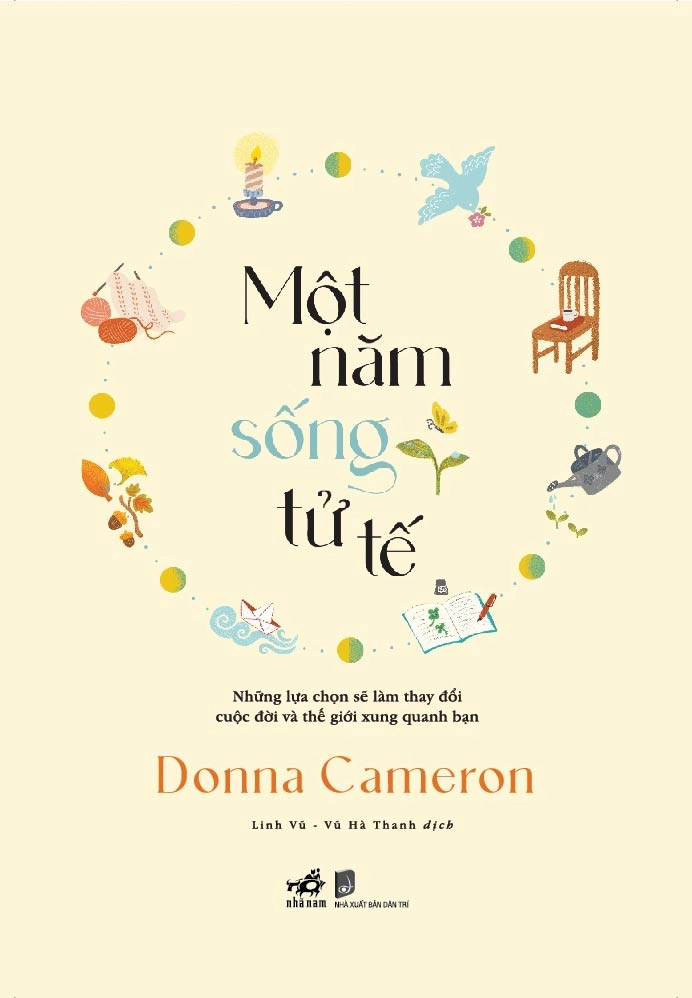 Một
năm
sống
tử tế
Những lựa chọn sẽ làm thay đổi
cuộc đời và thế giới xung quanh bạn
Donna Cameron
Linh Vũ - Vũ Hà Thanh dịch
nhã nam
NHÀ XUẤT BẢN DÂN TRÍ